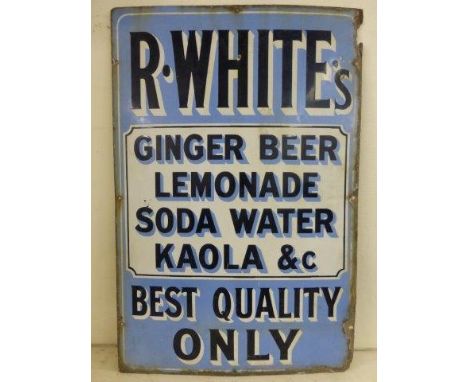 R·WHITE's
GINGER BEER
LEMONADE
SODA WATER
KAOLA &c
BEST QUALITY
ONLY